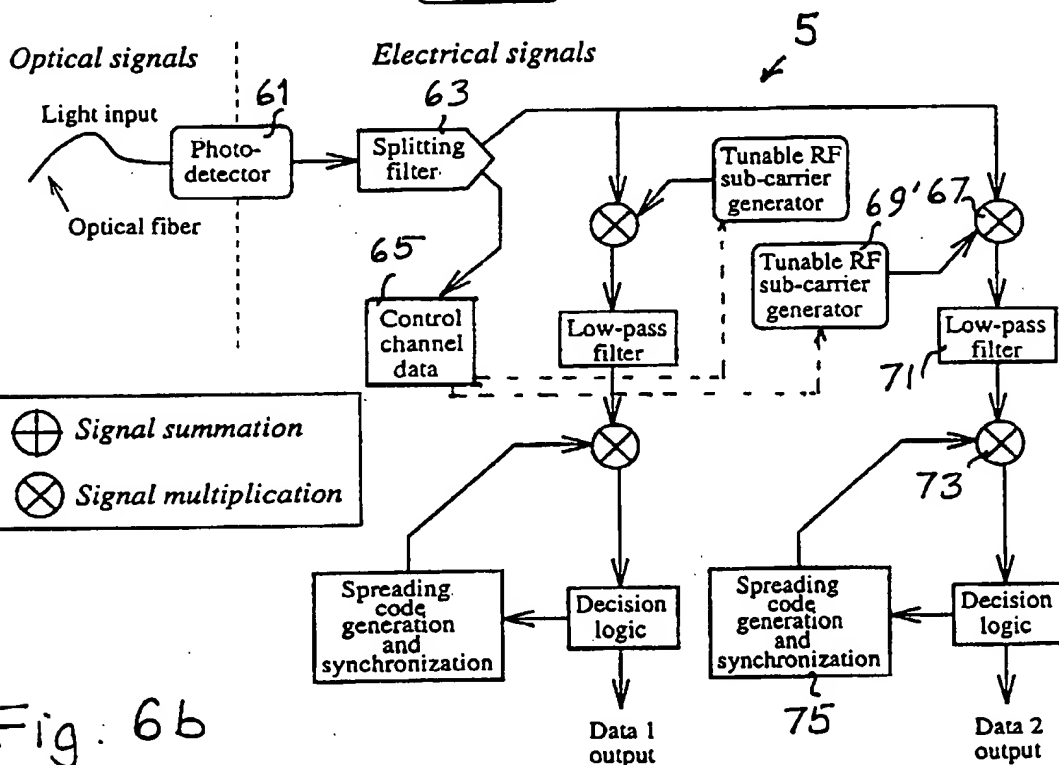 5
Optical signals
Electrical signals
61
63
Light input
Photo-
detector
Splitting
filter
Tunable RF
sub-carrier
generator
Optical fiber
69'
67
65
Tunable RF
sub-carrier
generator
Control
channel
data
Low-pass
filter
Low-pass
filter
71
Signal summation
Signal multiplication
73
Spreading
code
generation
and
synchronization
Decision
logic
Spreading
code
generation
and
synchronization
Decision
logic
75
Fig: 6b
Data 1
output
Data 2
output